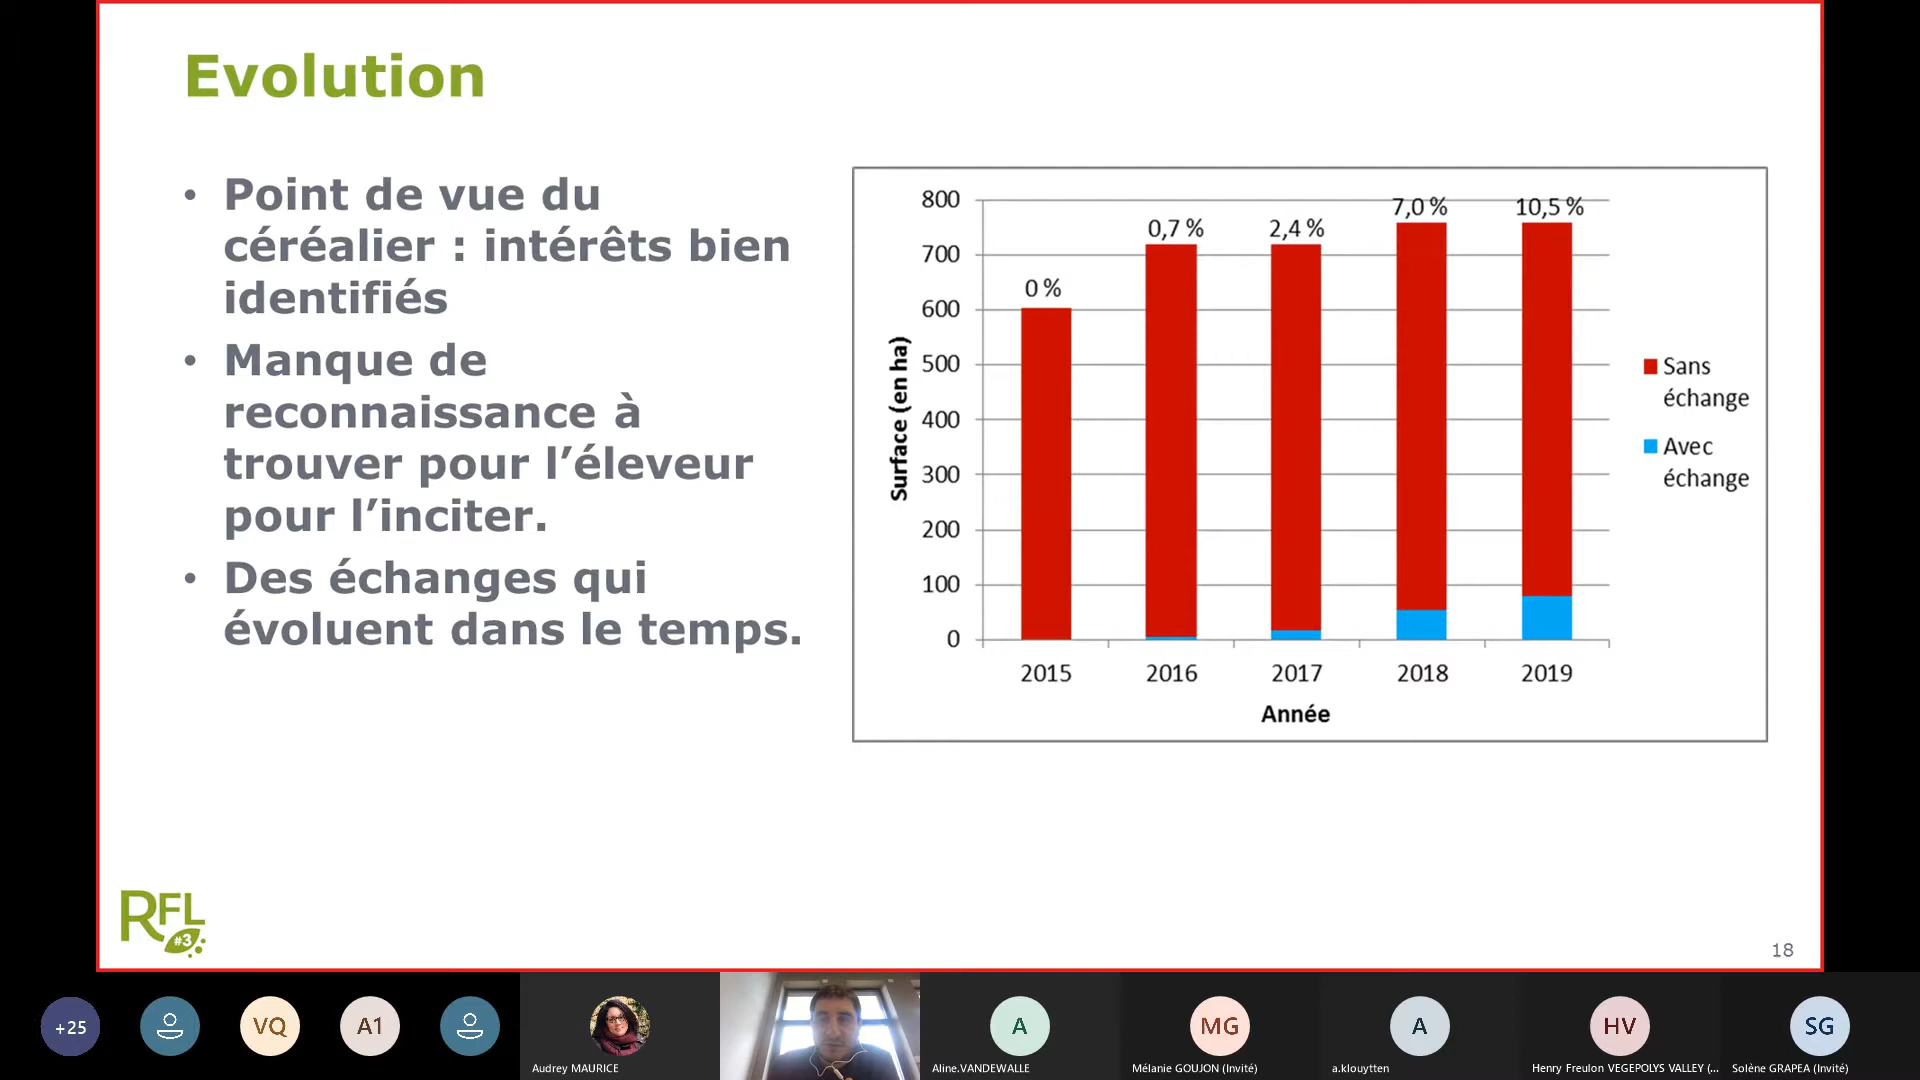 Evolution
• Point de vue du
céréalier : intérêts bien
identifiés
• Manque de
reconnaissance à
trouver pour l’éleveur
pour l’inciter.
• Des échanges qui
évoluent dans le temps.
800
700
600
500
400
300
200
100
0
Surface (en ha)
0 %
0,7 %
2,4 %
7,0 %
10,5 %
2015
2016
2017
2018
2019
Année
Sans
échange
Avec
échange
RFL
#3
18
+25
VQ
A1
Audrey MAURICE
A
Aline.VANDEWALLE
MG
Mélanie GOUJON (Invité)
A
a.klouytten
HV
Henry Freulon VEGEPOLYS VALLEY (...
SG
Solène GRAPEA (Invité)